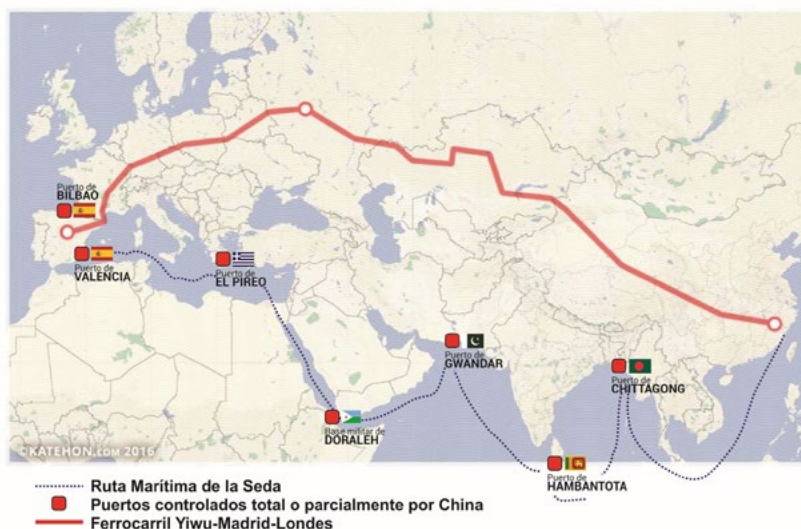 Puerto de
BILBAO
Puerto de
VALENCIA
Puerto de
EL PIREO
Puerto de
GWANDAR
Puerto de
CHITTAGONG
Base militar de
DORALEH
Puerto de
HAMBANTOTA
©KATEHON.COM 2016
Ruta Marítima de la Seda
Puertos controlados total o parcialmente por China
Ferrocarril Yiwu-Madrid-Londes